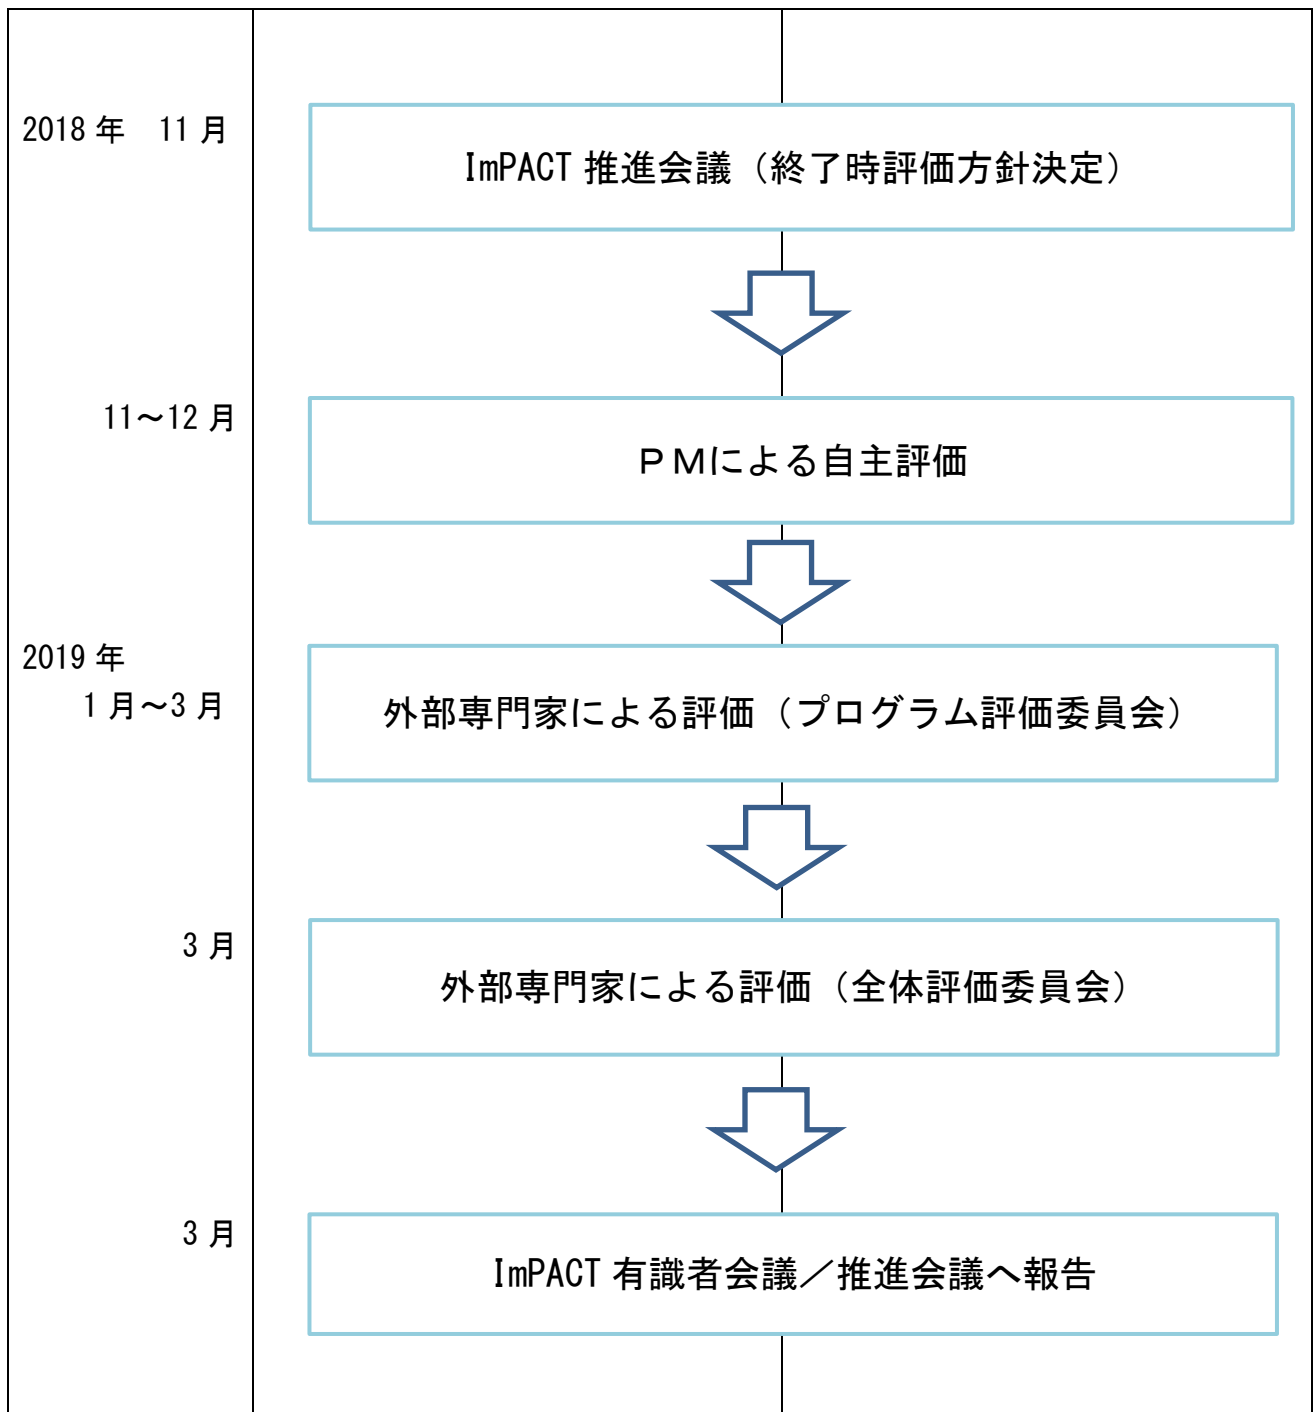 2018 年　11 月
ImPACT 推進会議（終了時評価方針決定）
11～12 月
ＰＭによる自主評価
2019 年
1 月～3 月
外部専門家による評価（プログラム評価委員会）
3 月
外部専門家による評価（全体評価委員会）
3 月
ImPACT 有識者会議／推進会議へ報告